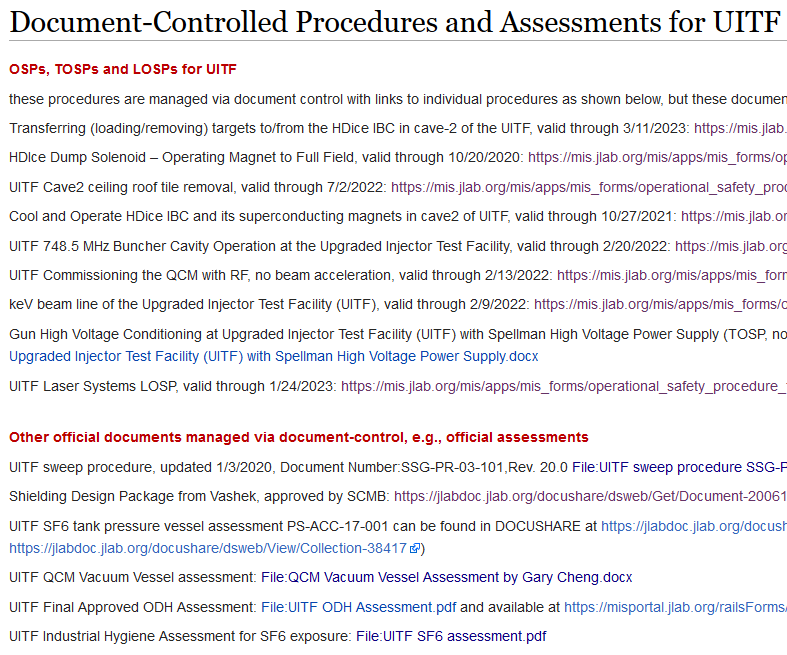 Document-Controlled Procedures and Assessments for UITF
OSPs, TOSPs and LOSPs for UITF
these procedures are managed via document control with links to individual procedures as shown below, but these documen
Transferring (loading/removing) targets to/from the HDice IBC in cave-2 of the UITF, valid through 3/11/2023: https://mis.jlab.
HDIce Dump Solenoid – Operating Magnet to Full Field, valid through 10/20/2020: https://mis.jlab.org/mis/apps/mis_forms/op
UITF Cave2 ceiling roof tile removal, valid through 7/2/2022: https://mis.jlab.org/mis/apps/mis_forms/operational_safety_proc
Cool and Operate HDice IBC and its superconducting magnets in cave2 of UITF, valid through 10/27/2021: https://mis.jlab.or
UITF 748.5 MHz Buncher Cavity Operation at the Upgraded Injector Test Facility, valid through 2/20/2022: https://mis.jlab.org
UITF Commissioning the QCM with RF, no beam acceleration, valid through 2/13/2022: https://mis.jlab.org/mis/apps/mis_forr
keV beam line of the Upgraded Injector Test Facility (UITF), valid through 2/9/2022: https://mis.jlab.org/mis/apps/mis_forms/o
Gun High Voltage Conditioning at Upgraded Injector Test Facility (UITF) with Spellman High Voltage Power Supply (TOSP, no
Upgraded Injector Test Facility (UITF) with Spellman High Voltage Power Supply.docx
UITF Laser Systems LOSP, valid through 1/24/2023: https://mis.jlab.org/mis/apps/mis_forms/operational_safety_procedure_
Other official documents managed via document-control, e.g., official assessments
UITF sweep procedure, updated 1/3/2020, Document Number:SSG-PR-03-101,Rev. 20.0 File:UITF sweep procedure SSG-P
Shielding Design Package from Vashek, approved by SCMB: https://jlabdoc.jlab.org/docushare/dsweb/Get/Document-20061
UITF SF6 tank pressure vessel assessment PS-ACC-17-001 can be found in DOCUSHARE at https://jlabdoc.jlab.org/docush
https://jlabdoc.jlab.org/docushare/dsweb/View/Collection-38417)
UITF QCM Vacuum Vessel assessment: File:QCM Vacuum Vessel Assessment by Gary Cheng.docx
UITF Final Approved ODH Assessment: File:UITF ODH Assessment.pdf and available at https://misportal.jlab.org/railsForms/
UITF Industrial Hygiene Assessment for SF6 exposure: File:UITF SF6 assessment.pdf